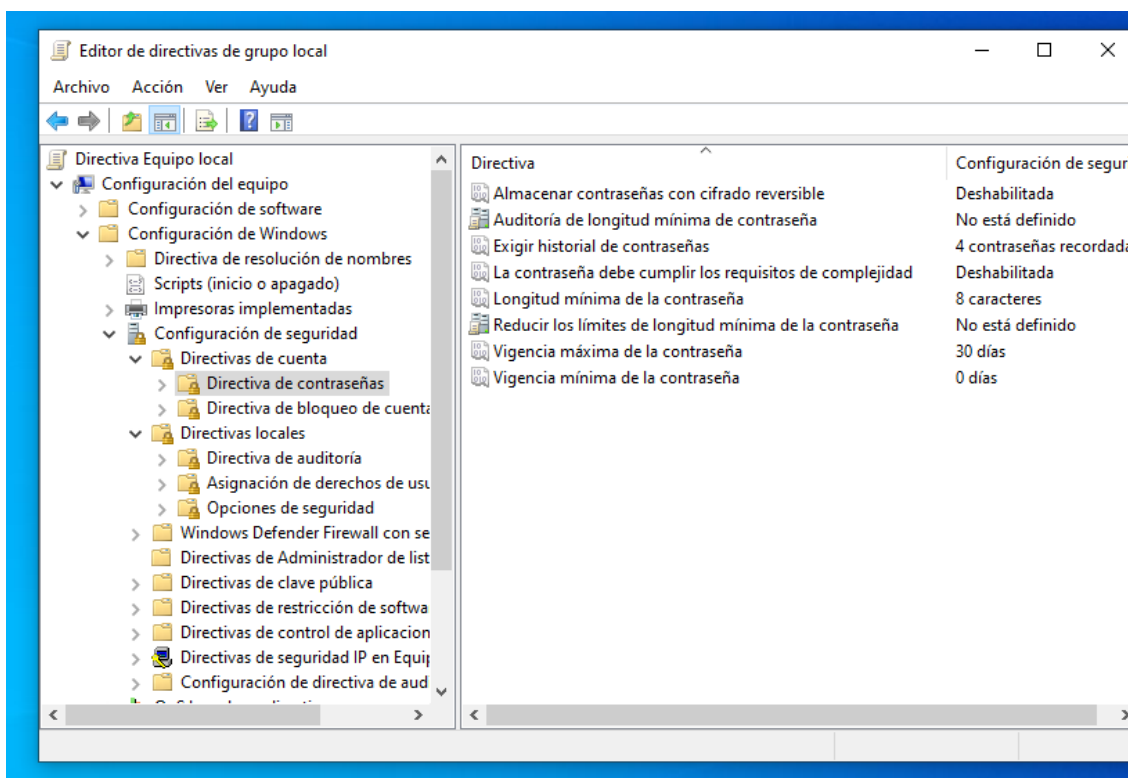 Editor de directivas de grupo local
Archivo Acción Ver Ayuda
Directiva Equipo local
Configuración del equipo
Configuración de software
Configuración de Windows
Directiva de resolución de nombres
Scripts (inicio o apagado)
Impresoras implementadas
Configuración de seguridad
Directivas de cuenta
Directiva de contraseñas
Directiva de bloqueo de cuenta
Directivas locales
Directiva de auditoría
Asignación de derechos de usu
Opciones de seguridad
Windows Defender Firewall con se
Directivas de Administrador de list
Directivas de clave pública
Directivas de restricción de softwa
Directivas de control de aplicacion
Directivas de seguridad IP en Equip
Configuración de directiva de aud
Directiva Configuración de segur
Almacenar contraseñas con cifrado reversible Deshabilitada
Auditoría de longitud mínima de contraseña No está definido
Exigir historial de contraseñas 4 contraseñas recordada
La contraseña debe cumplir los requisitos de complejidad Deshabilitada
Longitud mínima de la contraseña 8 caracteres
Reducir los límites de longitud mínima de la contraseña No está definido
Vigencia máxima de la contraseña 30 días
Vigencia mínima de la contraseña 0 días